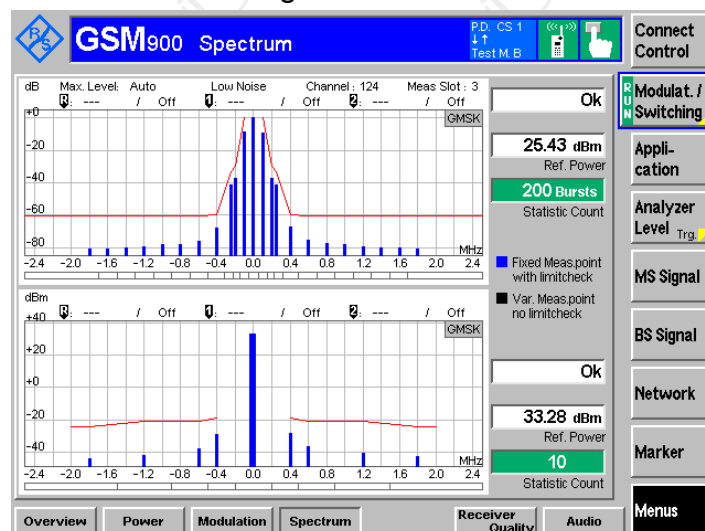 R&S GSM900 Spectrum
P.D. CS 1
Test M. B
Connect
Control
RUN
Modulat. /
Switching
Appli-
cation
Analyzer
Level Trg.
MS Signal
BS Signal
Network
Marker
Menus
dB Max. Level: Auto Low Noise Channel : 124 Meas Slot : 3
R: --- / Off 1: --- / Off 2: --- / Off
GMSK
+0
-20
-40
-60
-80
MHz
-2.4 -2.0 -1.6 -1.2 -0.8 -0.4 0.0 0.4 0.8 1.2 1.6 2.0 2.4
Ok
25.43 dBm
Ref. Power
200 Bursts
Statistic Count
Fixed Meas.point
with limitcheck
Var. Meas.point
no limitcheck
dBm
R: --- / Off 1: --- / Off 2: --- / Off
GMSK
+40
+20
+0
-20
-40
MHz
-2.4 -2.0 -1.6 -1.2 -0.8 -0.4 0.0 0.4 0.8 1.2 1.6 2.0 2.4
Ok
33.28 dBm
Ref. Power
10
Statistic Count
Overview Power Modulation Spectrum Receiver Quality Audio